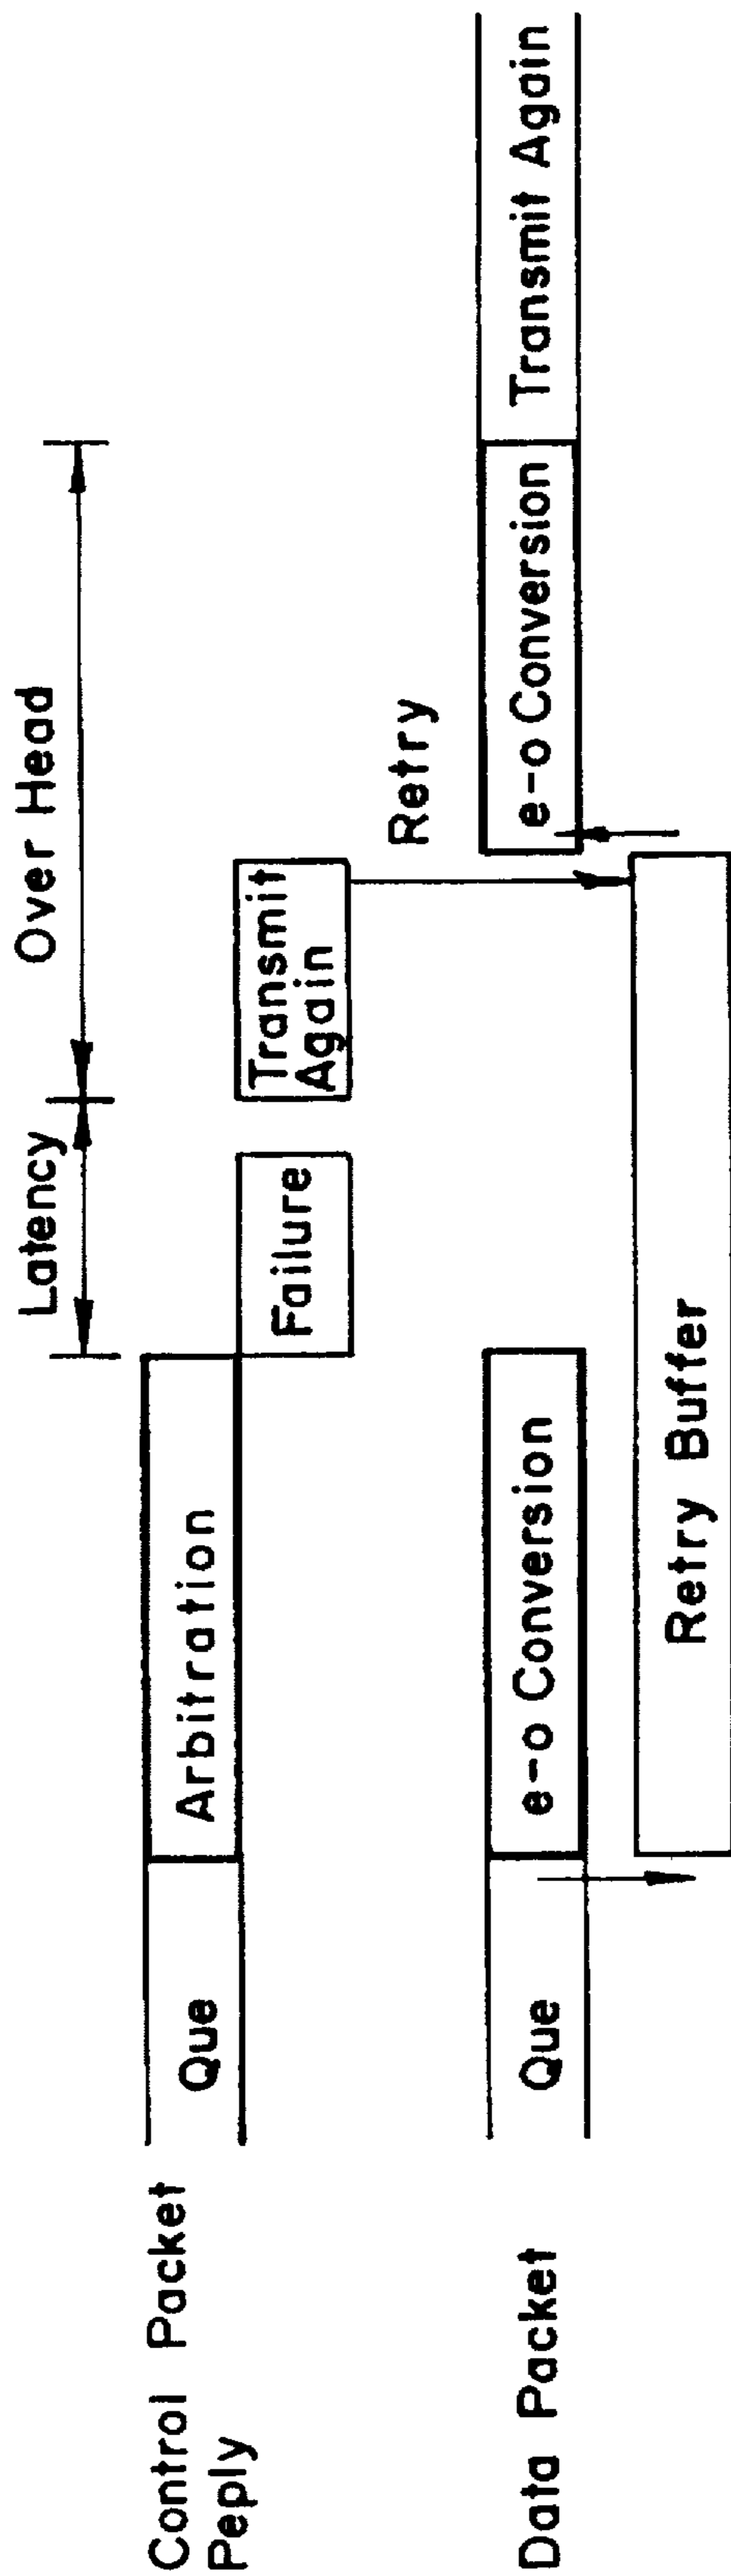 Latency
Over Head
Control Packet
Peply
Que
Arbitration
Failure
Transmit
Again
Retry
Data Packet
Que
e-o Conversion
e-o Conversion
Transmit Again
Retry Buffer